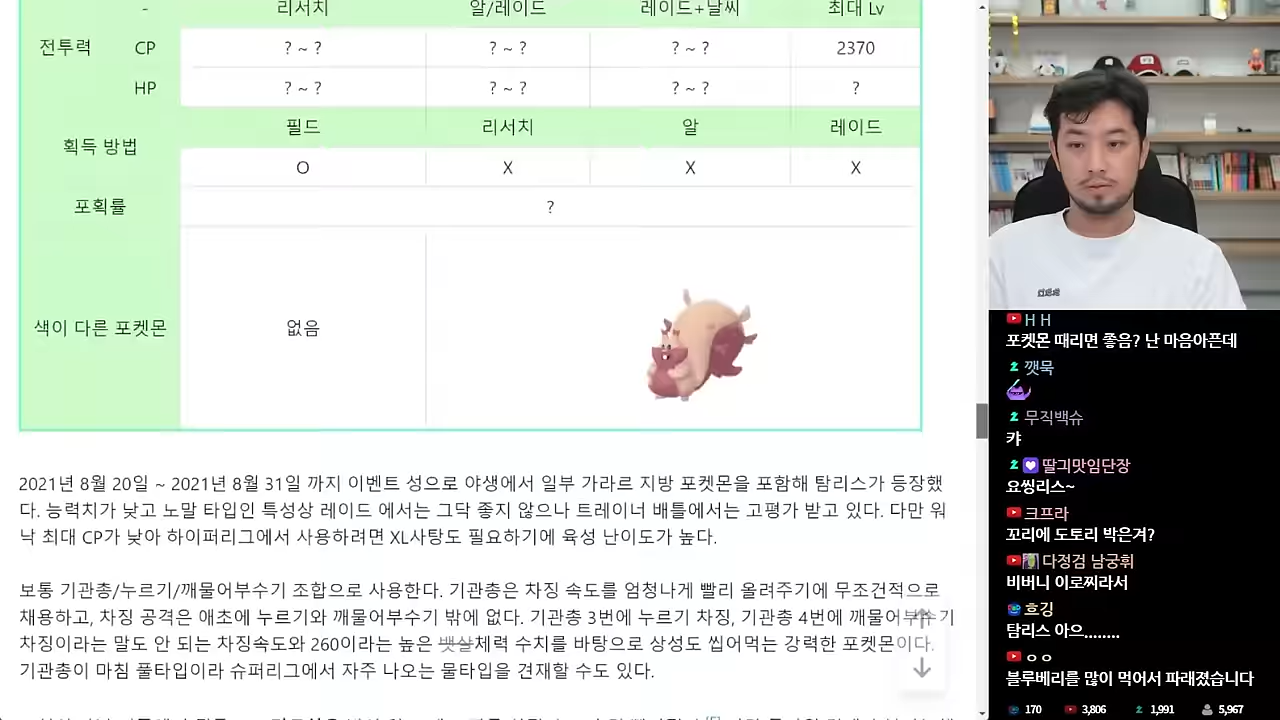 - 리서치 알/레이드 레이드+날씨 최대 Lv
전투력 CP ? ~ ? ? ~ ? ? ~ ? 2370
HP ? ~ ? ? ~ ? ? ~ ? ?
획득 방법 필드 리서치 알 레이드
O X X X
포획률 ?
색이 다른 포켓몬 없음
2021년 8월 20일 ~ 2021년 8월 31일 까지 이벤트 성으로 야생에서 일부 가라르 지방 포켓몬을 포함해 탐리스가 등장했
다. 능력치가 낮고 노말 타입인 특성상 레이드 에서는 그닥 좋지 않으나 트레이너 배틀에서는 고평가 받고 있다. 다만 워
낙 최대 CP가 낮아 하이퍼리그에서 사용하려면 XL사탕도 필요하기에 육성 난이도가 높다.
보통 기관총/누르기/깨물어부수기 조합으로 사용한다. 기관총은 차징 속도를 엄청나게 빨리 올려주기에 무조건적으로
채용하고, 차징 공격은 애초에 누르기와 깨물어부수기 밖에 없다. 기관총 3번에 누르기 차징, 기관총 4번에 깨물어부수기
차징이라는 말도 안 되는 차징속도와 260이라는 높은 뱃살체력 수치를 바탕으로 상성도 씹어먹는 강력한 포켓몬이다.
기관총이 마침 풀타입이라 슈퍼리그에서 자주 나오는 물타입을 견재할 수도 있다.
H H
포켓몬 때리면 좋음? 난 마음아픈데
깻묵
무직백슈
캬
딸긔맛임단장
요씽리스~
크프라
꼬리에 도토리 박은겨?
다정검 남궁휘
비버니 이로찌라서
흐깅
탐리스 아으........
ㅇㅇ
블루베리를 많이 먹어서 파래졌습니다
170 3,806 1,991 5,967